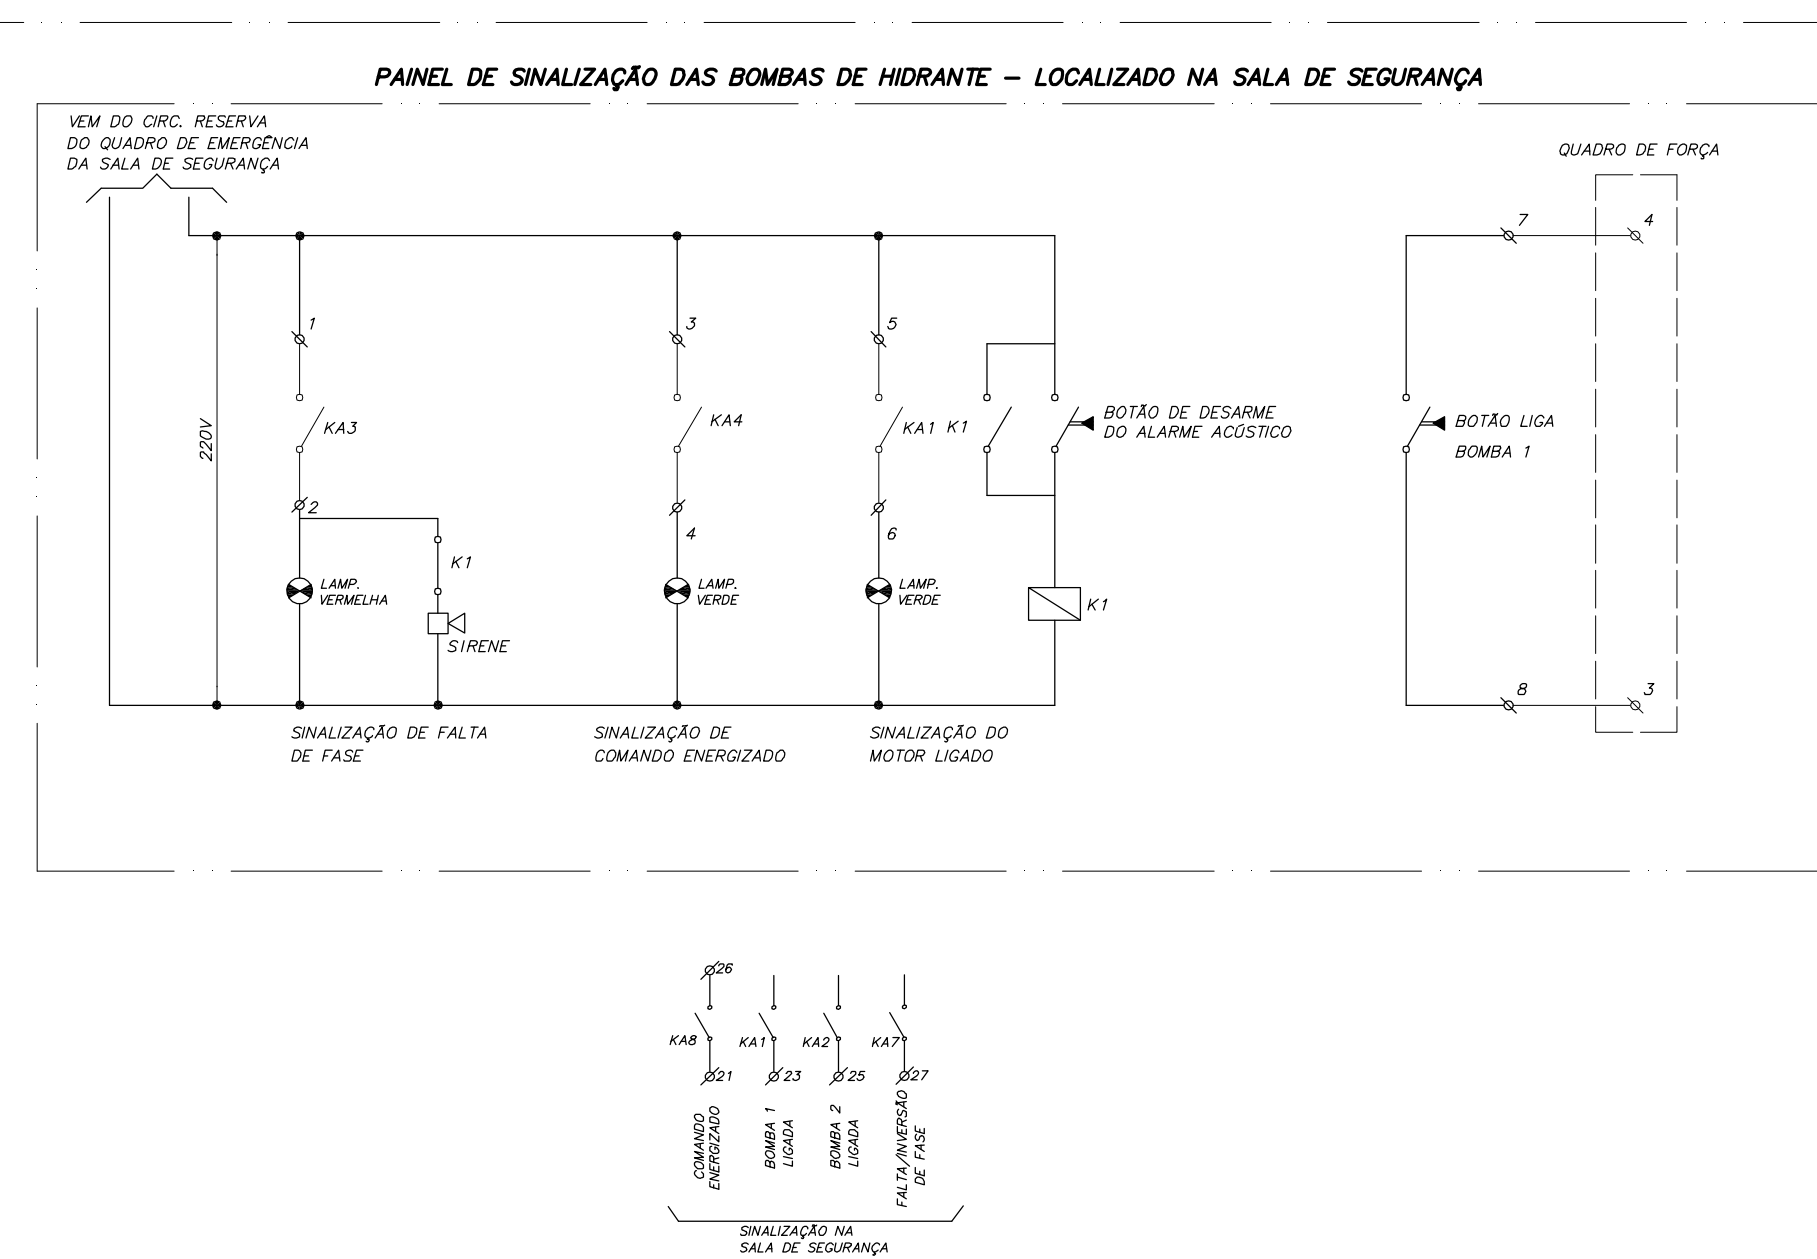 PAINEL DE SINALIZAÇÃO DAS BOMBAS DE HIDRANTE – LOCALIZADO NA SALA DE SEGURANÇA
VEM DO CIRC. RESERVA
DO QUADRO DE EMERGÊNCIA
DA SALA DE SEGURANÇA
QUADRO DE FORÇA
7
4
1
3
5
220V
KA3
KA4
KA1
K1
BOTÃO DE DESARME
DO ALARME ACÚSTICO
BOTÃO LIGA
BOMBA 1
2
4
6
K1
LAMP.
VERMELHA
LAMP.
VERDE
LAMP.
VERDE
K1
SIRENE
8
3
SINALIZAÇÃO DE FALTA
DE FASE
SINALIZAÇÃO DE
COMANDO ENERGIZADO
SINALIZAÇÃO DO
MOTOR LIGADO
26
KA8
KA1
KA2
KA7
21
23
25
27
COMANDO
ENERGIZADO
BOMBA 1
LIGADA
BOMBA 2
LIGADA
FALTA/INVERSÃO
DE FASE
SINALIZAÇÃO NA
SALA DE SEGURANÇA